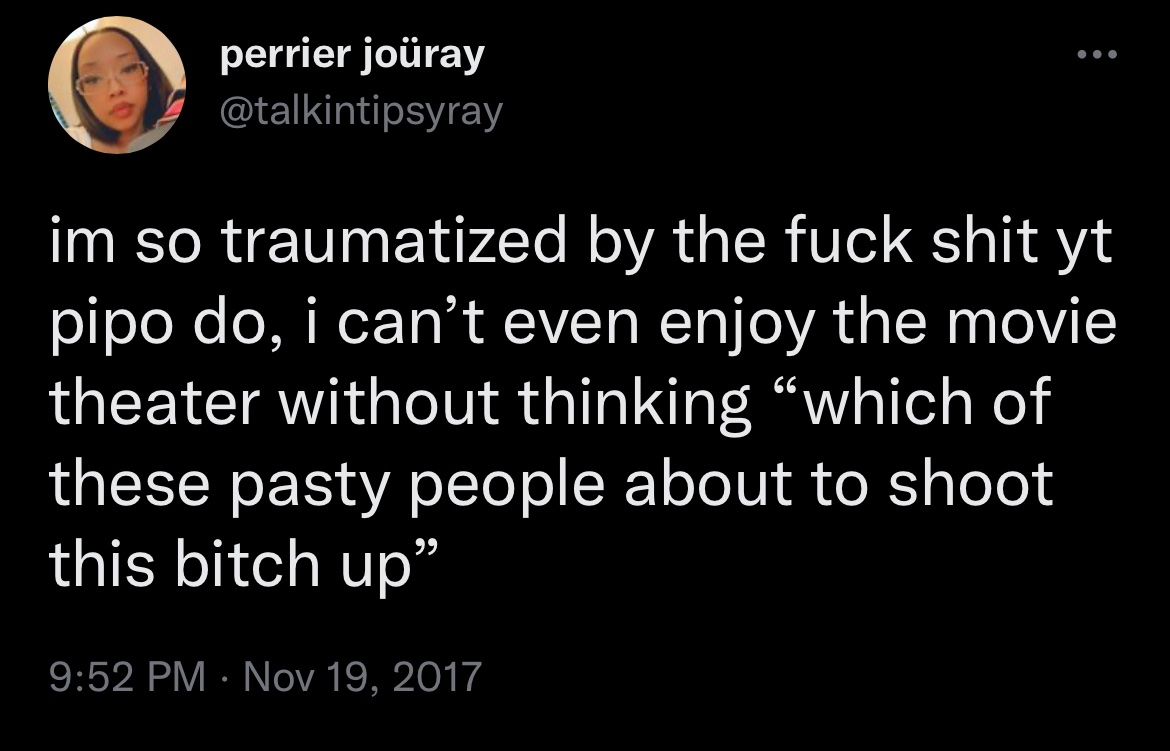 perrier joüray
@talkintipsyray
im so traumatized by the fuck shit yt
pipo do, i can’t even enjoy the movie
theater without thinking “which of
these pasty people about to shoot
this bitch up”
9:52 PM · Nov 19, 2017